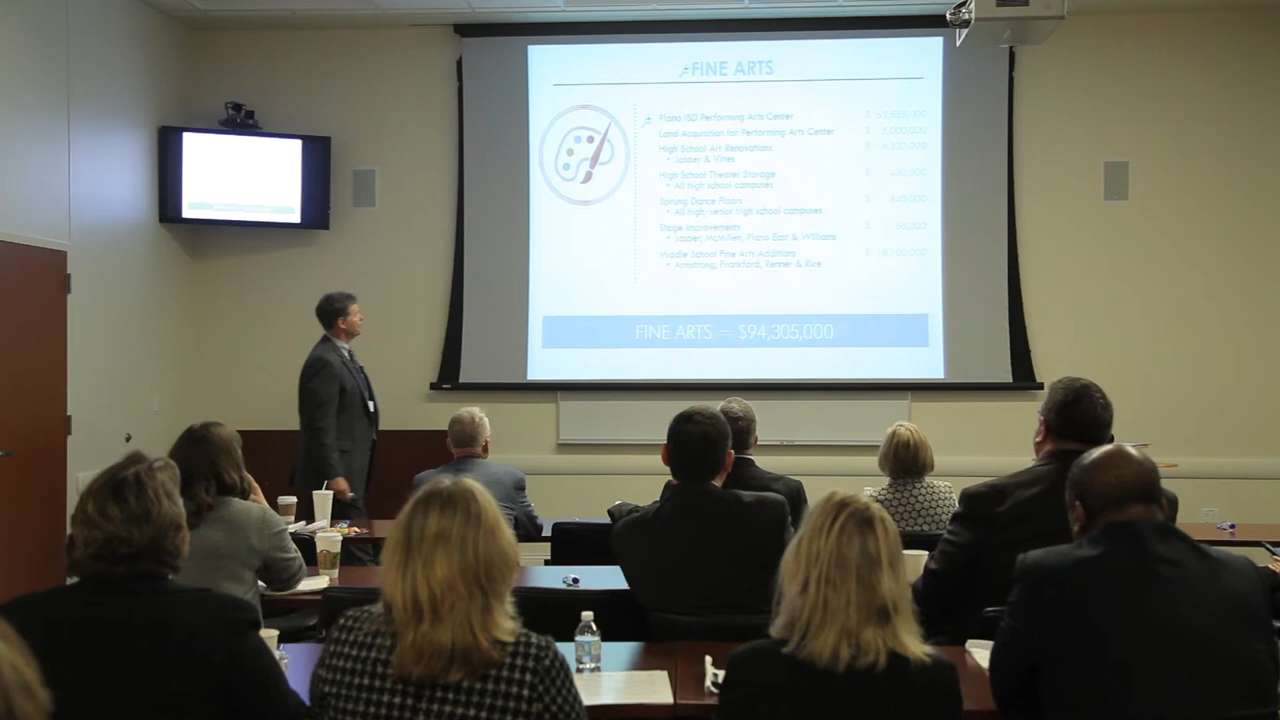 FINE ARTS
Plano ISD Performing Arts Center
Land Acquisition for Performing Arts Center $ 5,000,000
High School Art Renovations
• Jasper & Vines
High School Theater Storage
• All high school campuses
Sprung Dance Floors
• All high/senior high school campuses
Stage Improvements
• Jasper, McMillen, Plano East & Williams
Middle School Fine Arts Additions
• Armstrong, Frankford, Renner & Rice
FINE ARTS — $94,305,000